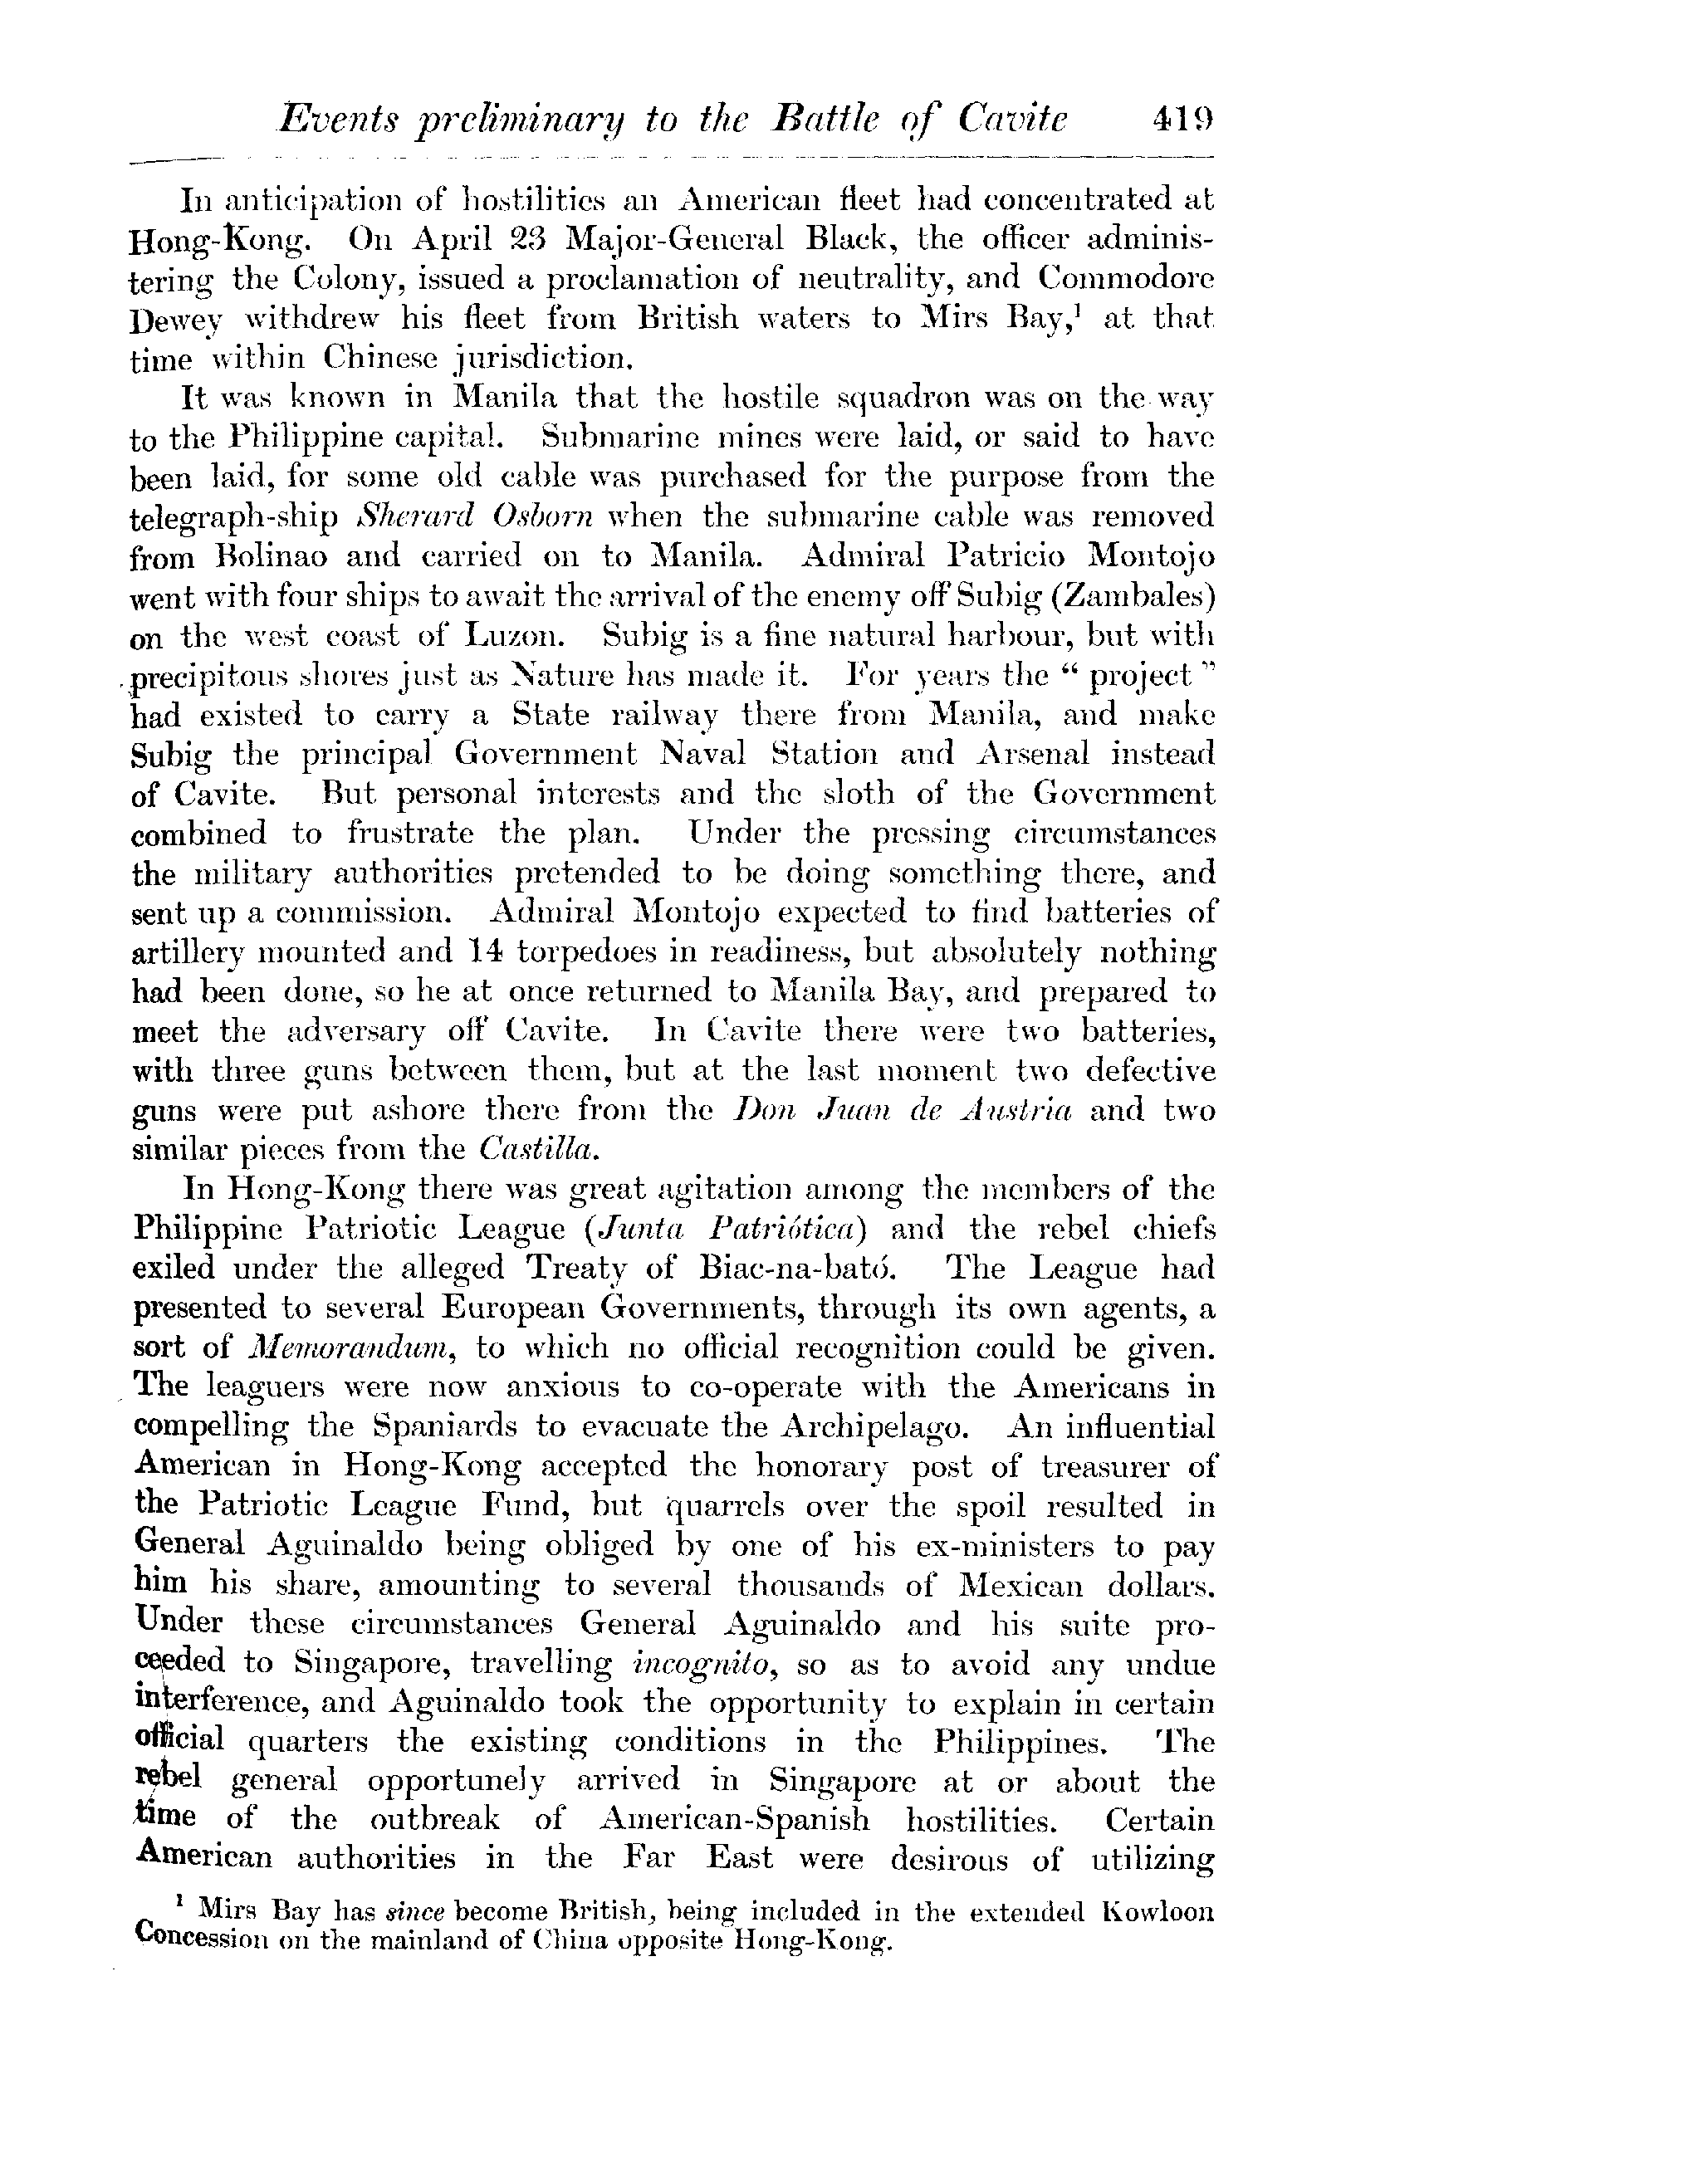 Events preliminary to the Battle of Cavite 419
In anticipation of hostilities an American fleet had concentrated at
Hong-Kong. On April 23 Major-General Black, the officer adminis-
tering the Colony, issued a proclamation of neutrality, and Commodore
Dewey withdrew his fleet from British waters to Mirs Bay,¹ at that
time within Chinese jurisdiction.
It was known in Manila that the hostile squadron was on the way
to the Philippine capital. Submarine mines were laid, or said to have
been laid, for some old cable was purchased for the purpose from the
telegraph-ship Sherard Osborn when the submarine cable was removed
from Bolinao and carried on to Manila. Admiral Patricio Montojo
went with four ships to await the arrival of the enemy off Subig (Zambales)
on the west coast of Luzon. Subig is a fine natural harbour, but with
precipitous shores just as Nature has made it. For years the “ project ”
had existed to carry a State railway there from Manila, and make
Subig the principal Government Naval Station and Arsenal instead
of Cavite. But personal interests and the sloth of the Government
combined to frustrate the plan. Under the pressing circumstances
the military authorities pretended to be doing something there, and
sent up a commission. Admiral Montojo expected to find batteries of
artillery mounted and 14 torpedoes in readiness, but absolutely nothing
had been done, so he at once returned to Manila Bay, and prepared to
meet the adversary off Cavite. In Cavite there were two batteries,
with three guns between them, but at the last moment two defective
guns were put ashore there from the Don Juan de Austria and two
similar pieces from the Castilla.
In Hong-Kong there was great agitation among the members of the
Philippine Patriotic League (Junta Patriótica) and the rebel chiefs
exiled under the alleged Treaty of Biac-na-bató. The League had
presented to several European Governments, through its own agents, a
sort of Memorandum, to which no official recognition could be given.
The leaguers were now anxious to co-operate with the Americans in
compelling the Spaniards to evacuate the Archipelago. An influential
American in Hong-Kong accepted the honorary post of treasurer of
the Patriotic League Fund, but quarrels over the spoil resulted in
General Aguinaldo being obliged by one of his ex-ministers to pay
him his share, amounting to several thousands of Mexican dollars.
Under these circumstances General Aguinaldo and his suite pro-
ceeded to Singapore, travelling incognito, so as to avoid any undue
interference, and Aguinaldo took the opportunity to explain in certain
official quarters the existing conditions in the Philippines. The
rebel general opportunely arrived in Singapore at or about the
time of the outbreak of American-Spanish hostilities. Certain
American authorities in the Far East were desirous of utilizing
¹ Mirs Bay has since become British, being included in the extended Kowloon
Concession on the mainland of China opposite Hong-Kong.